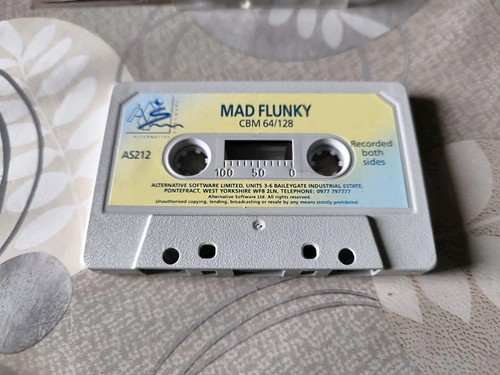 MAD FLUNKY
CBM 64/128
ALTERNATIVE
SOFTWARE
AS212
Recorded
both
sides
100 50 0
ALTERNATIVE SOFTWARE LIMITED, UNITS 3-6 BAILEYGATE INDUSTRIAL ESTATE,
PONTEFRACT, WEST YORKSHIRE WF8 2LN, TELEPHONE: 0977 797777
Alternative Software Ltd. All rights reserved.
Unauthorised copying, lending, broadcasting or resale by any means strictly prohibited.